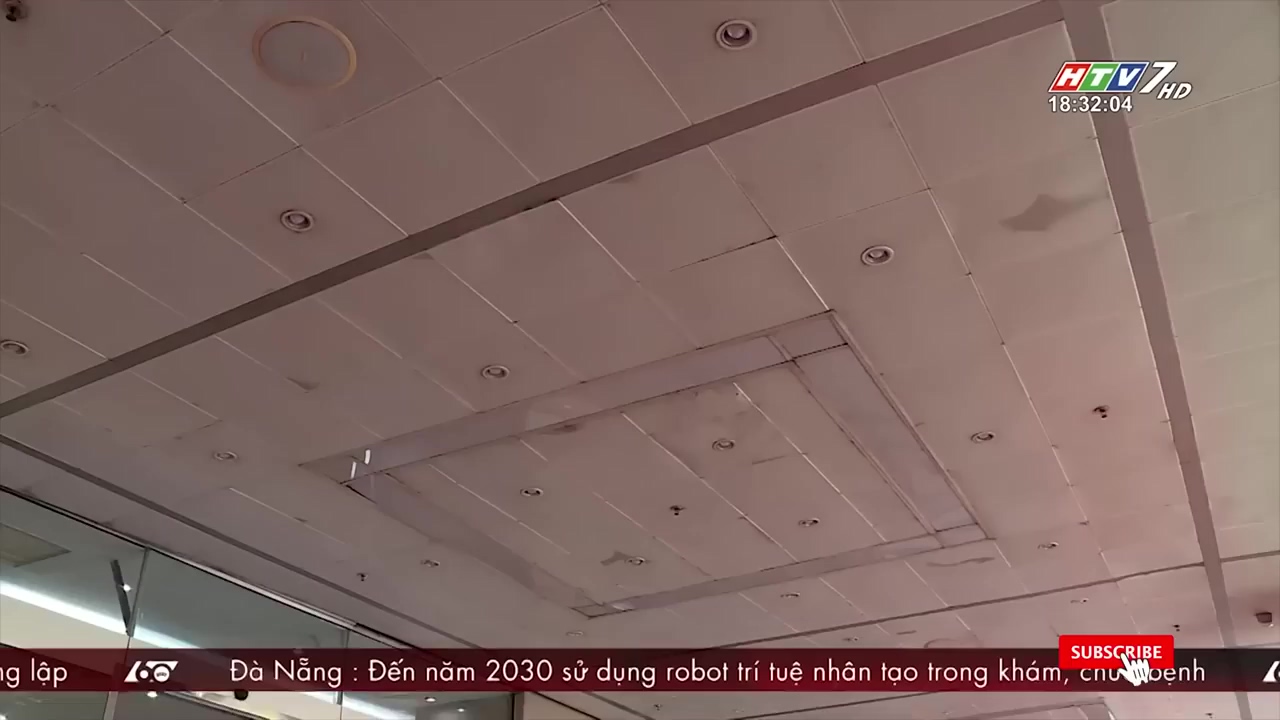 HTV7 HD
18:32:04
SUBSCRIBE
ng lập
60 Đà Nẵng : Đến năm 2030 sử dụng robot trí tuệ nhân tạo trong khám, chữa bệnh